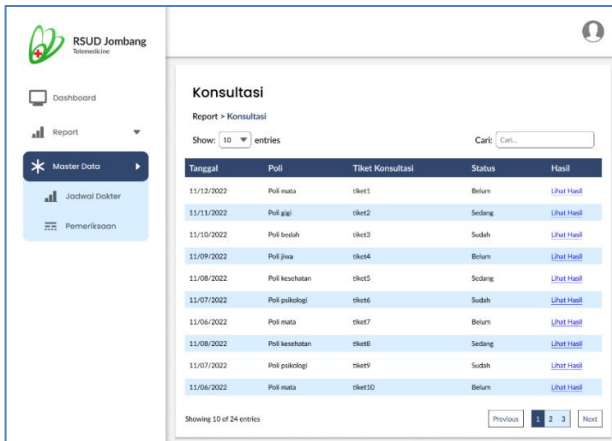 RSUD Jombang
Telemedicine
Dashboard
Report
Master Data
Jadwal Dokter
Pemeriksaan
Konsultasi
Report > Konsultasi
Show: 10 entries
Cari: Cari...
Tanggal Poli Tiket Konsultasi Status Hasil
11/12/2022 Poli mata tiket1 Belum Lihat Hasil
11/11/2022 Poli gigi tiket2 Sedang Lihat Hasil
11/10/2022 Poli bedah tiket3 Sudah Lihat Hasil
11/09/2022 Poli jiwa tiket4 Belum Lihat Hasil
11/08/2022 Poli kesehatan tiket5 Sedang Lihat Hasil
11/07/2022 Poli psikologi tiket6 Sudah Lihat Hasil
11/06/2022 Poli mata tiket7 Belum Lihat Hasil
11/08/2022 Poli kesehatan tiket8 Sedang Lihat Hasil
11/07/2022 Poli psikologi tiket9 Sudah Lihat Hasil
11/06/2022 Poli mata tiket10 Belum Lihat Hasil
Showing 10 of 24 entries
Previous 1 2 3 Next